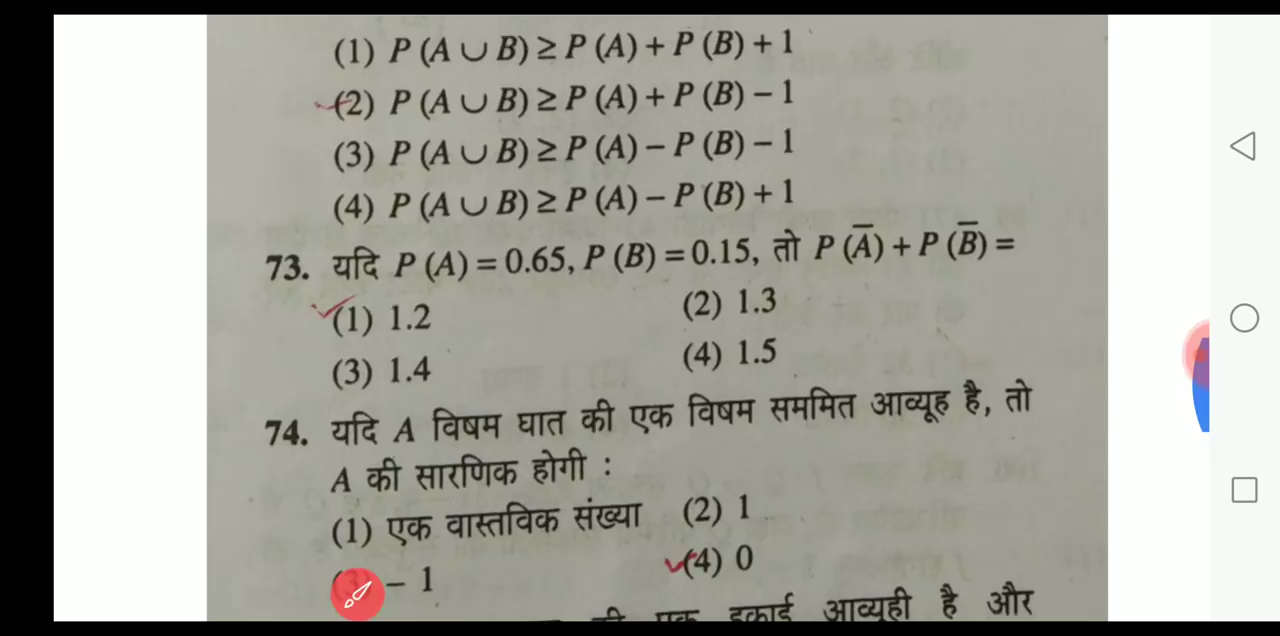 (1) P (A ∪ B) ≥ P (A) + P (B) + 1
(2) P (A ∪ B) ≥ P (A) + P (B) − 1
(3) P (A ∪ B) ≥ P (A) − P (B) − 1
(4) P (A ∪ B) ≥ P (A) − P (B) + 1
73. यदि P (A) = 0.65, P (B) = 0.15, तो P (A̅) + P (B̅) =
(1) 1.2 (2) 1.3
(3) 1.4 (4) 1.5
74. यदि A विषम घात की एक विषम सममित आव्यूह है, तो
A की सारणिक होगी :
(1) एक वास्तविक संख्या (2) 1
(3) − 1 (4) 0
की एक इकाई आव्यूही है और